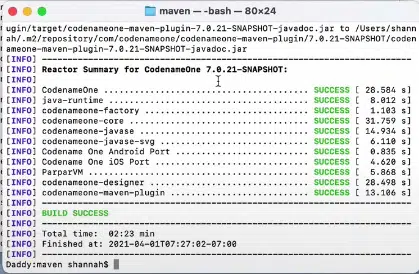 maven — -bash — 80×24
ugin/target/codenameone-maven-plugin-7.0.21-SNAPSHOT-javadoc.jar to /Users/shan
nah/.m2/repository/com/codenameone/codenameone-maven-plugin/7.0.21-SNAPSHOT/coden
ameone-maven-plugin-7.0.21-SNAPSHOT-javadoc.jar
[INFO] ------------------------------------------------------------------------
[INFO] Reactor Summary for CodenameOne 7.0.21-SNAPSHOT:
[INFO]
[INFO] CodenameOne ........................................ SUCCESS [ 28.584 s]
[INFO] java-runtime ....................................... SUCCESS [  8.012 s]
[INFO] codenameone-factory ................................ SUCCESS [  1.103 s]
[INFO] codenameone-core ................................... SUCCESS [ 31.759 s]
[INFO] codenameone-javase ................................. SUCCESS [ 14.934 s]
[INFO] codenameone-javase-svg ............................. SUCCESS [  6.110 s]
[INFO] Codename One Android Port .......................... SUCCESS [  0.835 s]
[INFO] Codename One iOS Port .............................. SUCCESS [  4.620 s]
[INFO] ParparVM ........................................... SUCCESS [  5.868 s]
[INFO] codenameone-designer ............................... SUCCESS [ 28.498 s]
[INFO] codenameone-maven-plugin ........................... SUCCESS [ 13.106 s]
[INFO] ------------------------------------------------------------------------
[INFO] BUILD SUCCESS
[INFO] ------------------------------------------------------------------------
[INFO] Total time:  02:23 min
[INFO] Finished at: 2021-04-01T07:27:02-07:00
[INFO] ------------------------------------------------------------------------
Daddy:maven shannah$